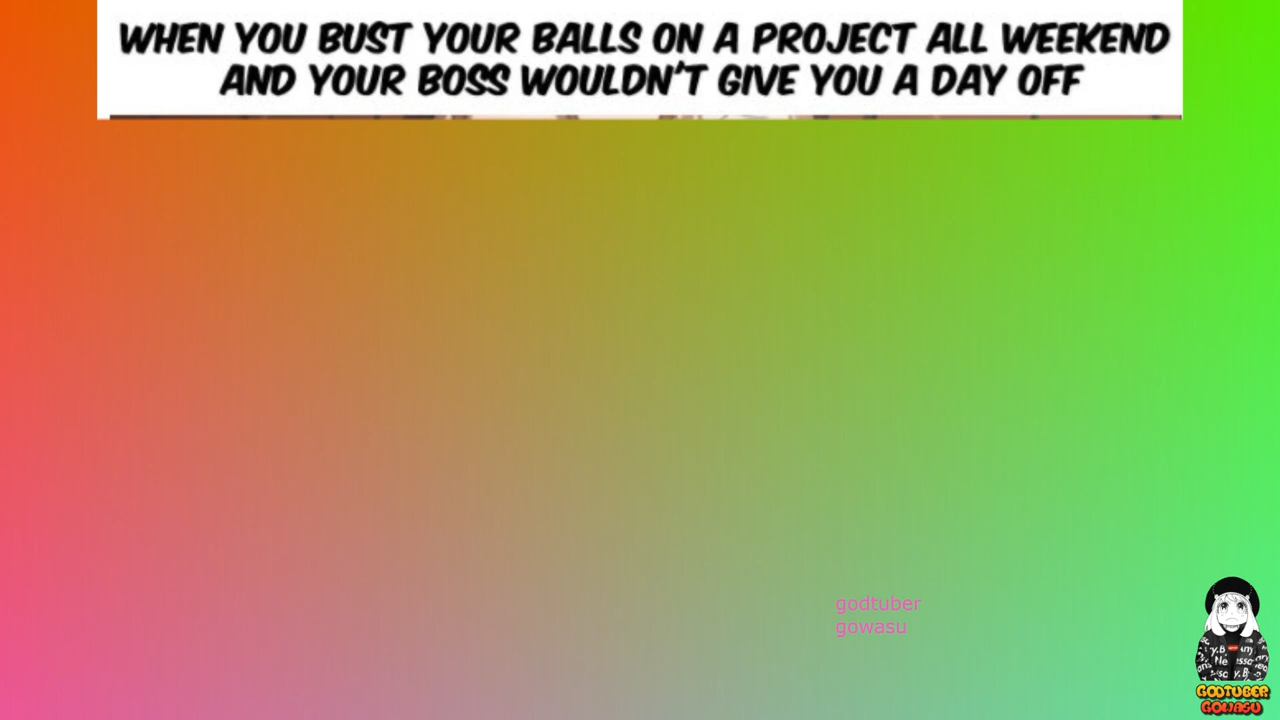 WHEN YOU BUST YOUR BALLS ON A PROJECT ALL WEEKEND
AND YOUR BOSS WOULDN'T GIVE YOU A DAY OFF
godtuber
gowasu
GODTUBER
GOWASU